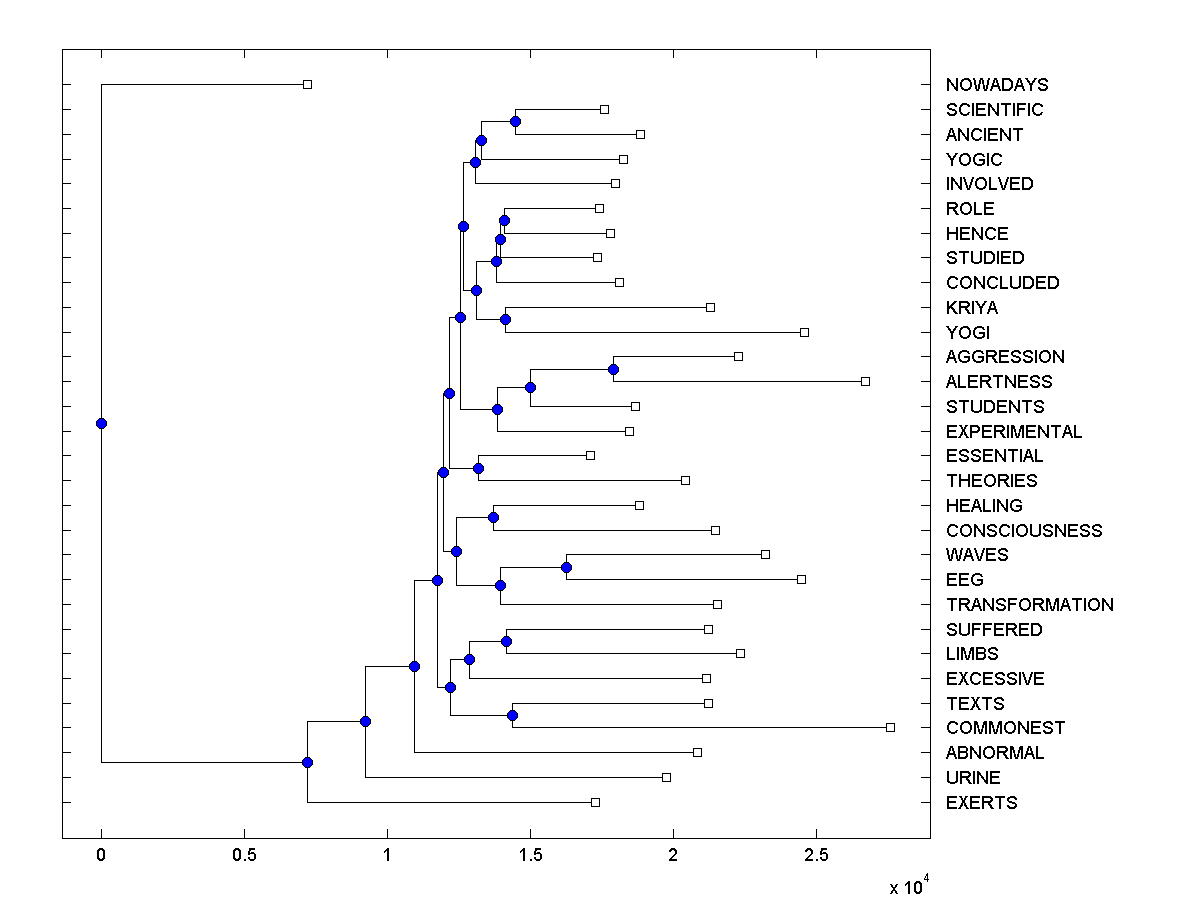 NOWADAYS
SCIENTIFIC
ANCIENT
YOGIC
INVOLVED
ROLE
HENCE
STUDIED
CONCLUDED
KRIYA
YOGI
AGGRESSION
ALERTNESS
STUDENTS
EXPERIMENTAL
ESSENTIAL
THEORIES
HEALING
CONSCIOUSNESS
WAVES
EEG
TRANSFORMATION
SUFFERED
LIMBS
EXCESSIVE
TEXTS
COMMONEST
ABNORMAL
URINE
EXERTS
0 0.5 1 1.5 2 2.5
x 10^4